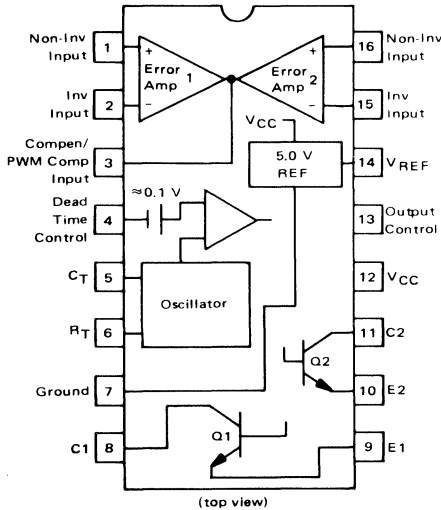 Non-Inv
Input
1
+
Error
Amp 1
-
Inv
Input
2
Compen/
PWM Comp
Input
3
≈0.1 V
Dead
Time
Control
4
CT
5
Oscillator
RT
6
Ground
7
C1
8
Q1
16
Non-Inv
Input
+
Error
Amp 2
-
15
Inv
Input
VCC
5.0 V
REF
14
VREF
13
Output
Control
12
VCC
11
C2
Q2
10
E2
9
E1
(top view)